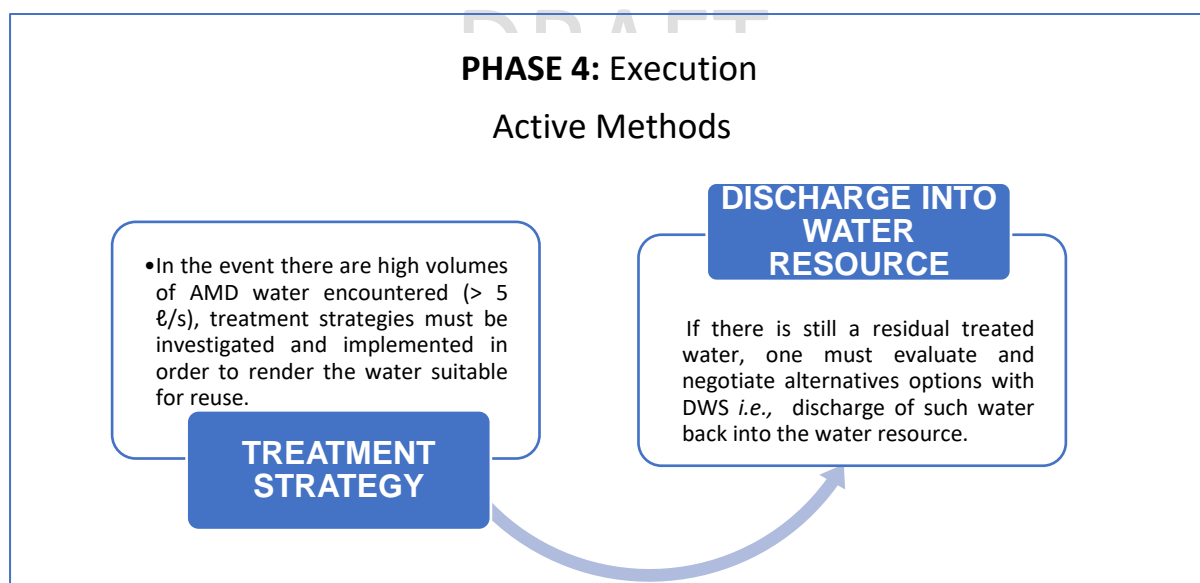 DRAFT
PHASE 4: Execution
Active Methods
•In the event there are high volumes
of AMD water encountered (> 5
ℓ/s), treatment strategies must be
investigated and implemented in
order to render the water suitable
for reuse.
TREATMENT
STRATEGY
DISCHARGE INTO
WATER
RESOURCE
If there is still a residual treated
water, one must evaluate and
negotiate alternatives options with
DWS i.e., discharge of such water
back into the water resource.